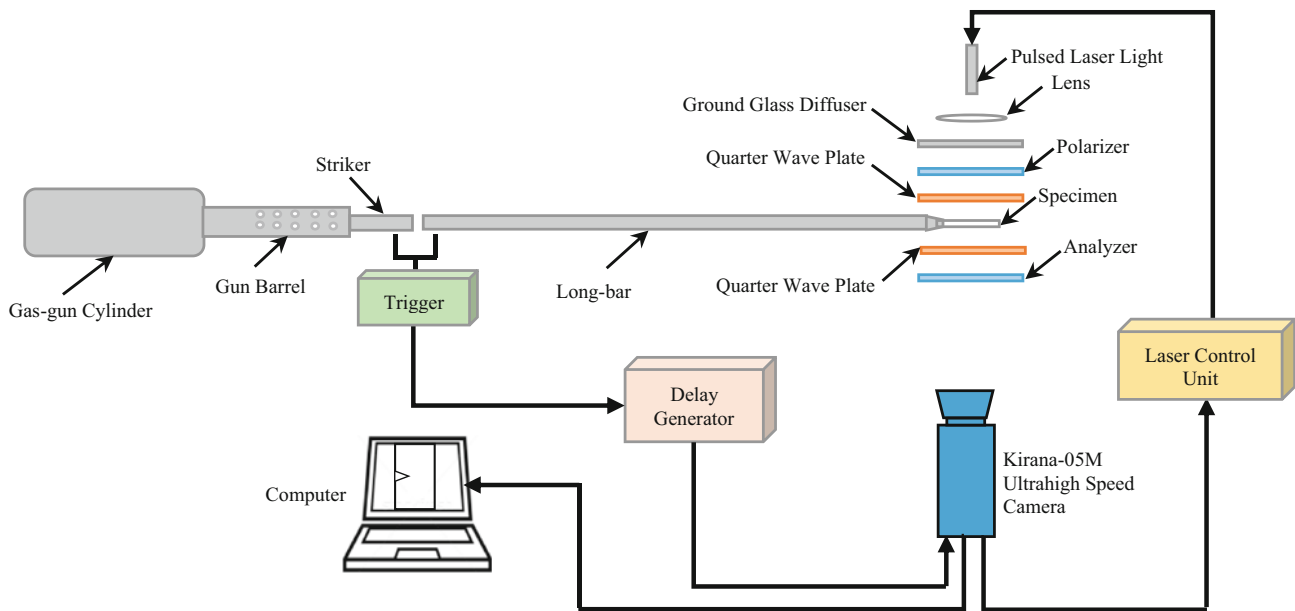 Pulsed Laser Light
Lens
Ground Glass Diffuser
Polarizer
Quarter Wave Plate
Striker
Specimen
Analyzer
Gun Barrel
Gas-gun Cylinder
Trigger
Long-bar
Quarter Wave Plate
Laser Control
Unit
Delay
Generator
Kirana-05M
Ultrahigh Speed
Camera
Computer